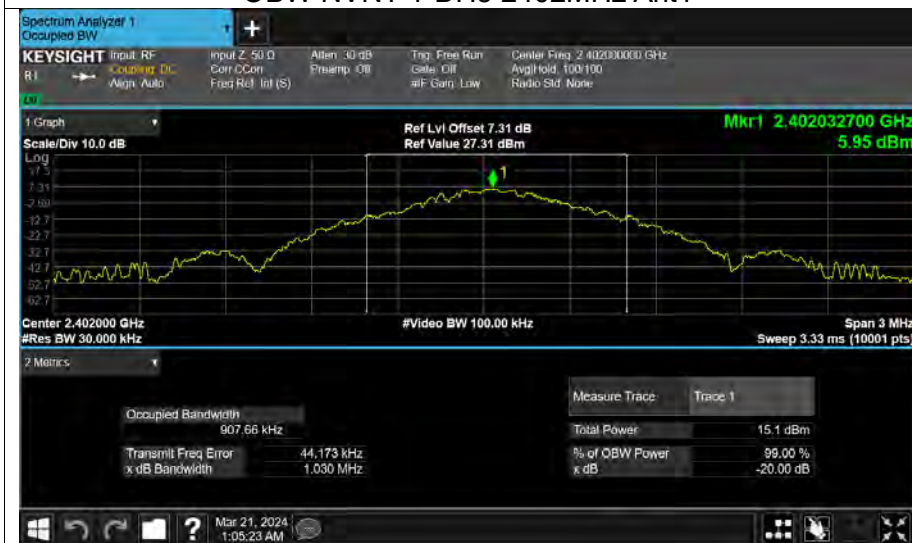 OBW NVNT 1-DH5 2402MHz Ant1
Spectrum Analyzer 1
Occupied BW
KEYSIGHT Input: RF Input Z: 50 Ω Atten: 30 dB Trig: Free Run Center Freq: 2.402000000 GHz
R L Coupling: DC Corr CCorr Preamp: Off Gate: Off Avg|Hold: 100/100
Align: Auto Freq Ref: Int (S) #IF Gain: Low Radio Std: None
1 Graph Ref Lvl Offset 7.31 dB Mkr1 2.402032700 GHz
Scale/Div 10.0 dB Ref Value 27.31 dBm 5.95 dBm
Log
17.3
1
7.31
-2.69
-12.7
-22.7
-32.7
-42.7
-52.7
-62.7
Center 2.402000 GHz #Video BW 100.00 kHz Span 3 MHz
#Res BW 30.000 kHz Sweep 3.33 ms (10001 pts)
2 Metrics
Measure Trace Trace 1
Occupied Bandwidth
907.66 kHz Total Power 15.1 dBm
Transmit Freq Error 44.173 kHz % of OBW Power 99.00 %
x dB Bandwidth 1.030 MHz x dB -20.00 dB
? Mar 21, 2024
1:05:23 AM